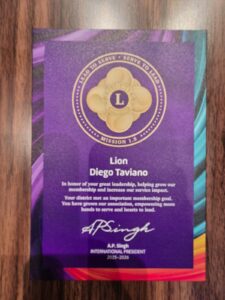 LEAD TO SERVE • SERVE TO LEAD
L
MISSION 1.5
Lion
Diego Taviano
In honor of your great leadership, helping grow our
membership and increase our service impact.
Your district met an important membership goal.
You have grown our association, empowering more
hands to serve and hearts to lead.
APSingh
A.P. Singh
INTERNATIONAL PRESIDENT
2025-2026